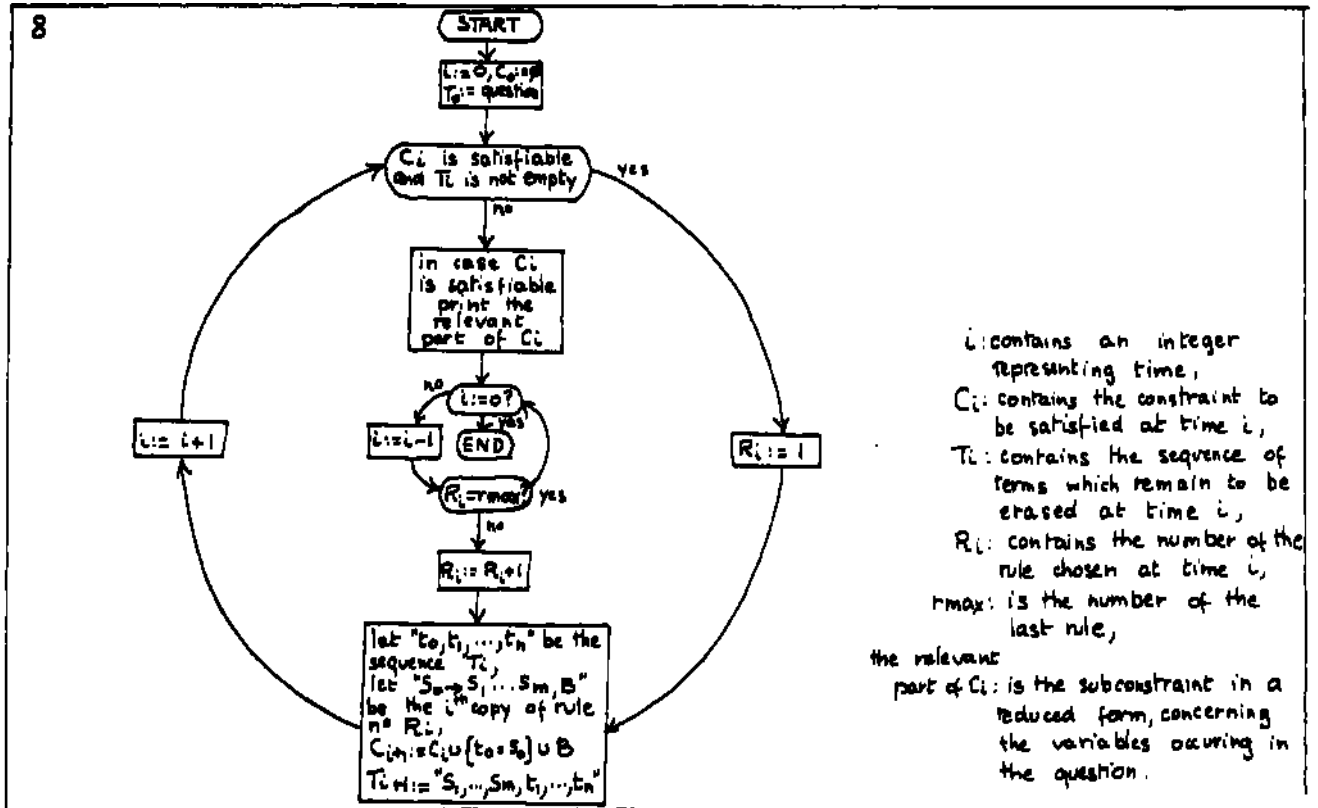 8
START
i:=0, C₀:=∅
T₀:= question
Ci is satisfiable
and Ti is not empty
yes
no
in case Ci
is satisfiable
print the
relevant
part of Ci
no
i:=0?
yes
i:=i-1
END
Ri=rmax?
yes
no
Ri:=Ri+1
i:= i+1
Ri:=1
let "t₀,t₁,...,tn" be the
sequence Ti,
let "S₀→S₁...Sm,B"
be the iᵗʰ copy of rule
n° Ri,
Ci+1:=Ci∪{t₀=S₀}∪B
Ti+1:="S₁,...,Sm,t₁,...,tn"
i:contains an integer
representing time,
Ci: contains the constraint to
be satisfied at time i,
Ti: contains the sequence of
terms which remain to be
erased at time i,
Ri: contains the number of the
rule chosen at time i,
rmax: is the number of the
last rule,
the relevant
part of Ci: is the subconstraint in a
reduced form, concerning
the variables occuring in
the question.